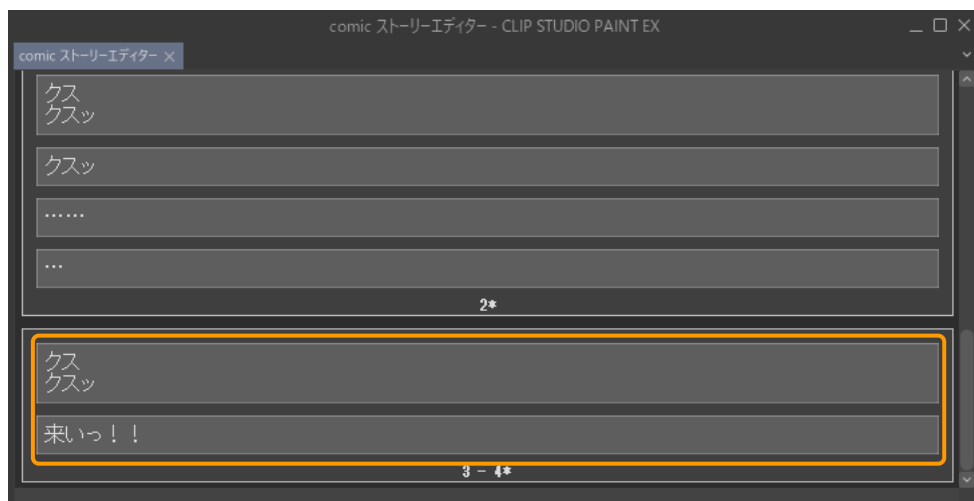 comic ストーリーエディター - CLIP STUDIO PAINT EX
comic ストーリーエディター
クス
クスッ
クスッ
……
…
2*
クス
クスッ
来いっ！！
3 - 4*